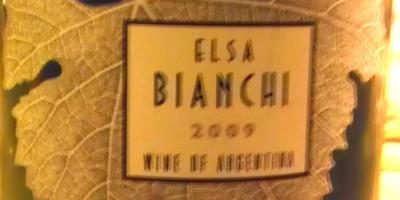 ELSA
BIANCHI
2009
WINE OF ARGENTINA